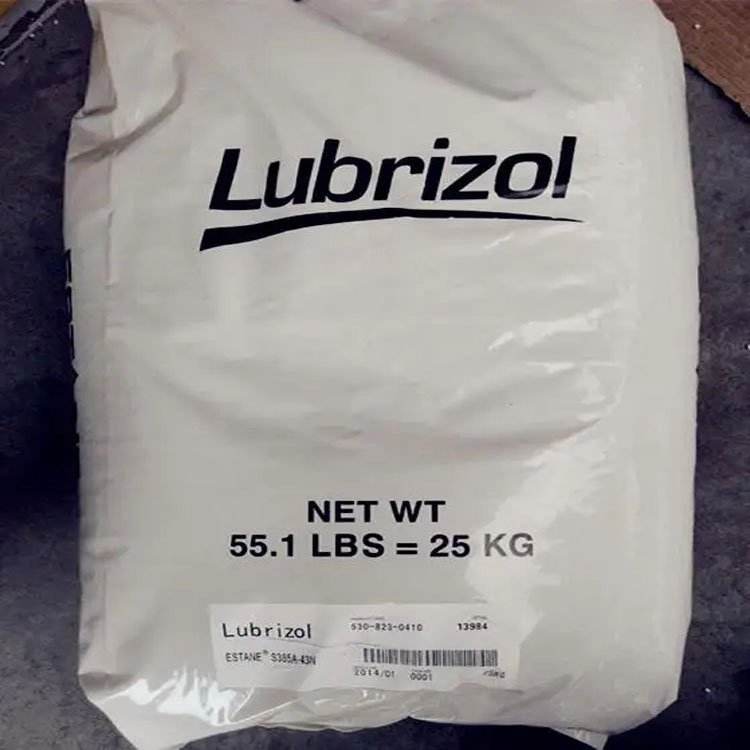 Lubrizol
NET WT
55.1 LBS = 25 KG
Lubrizol
530-823-0410
13984
ESTANE® S385A-43N
2014/01 0001